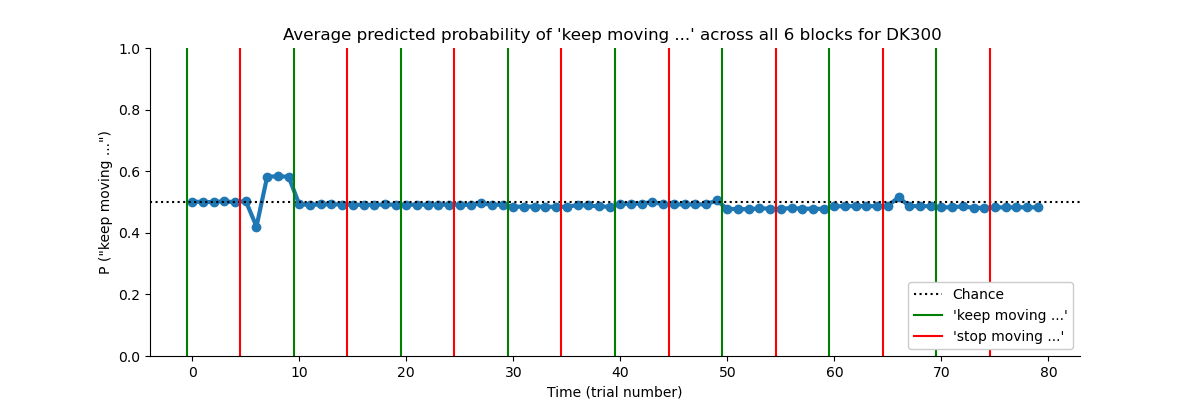 Average predicted probability of 'keep moving ...' across all 6 blocks for DK300
P ("keep moving ...")
1.0
0.8
0.6
0.4
0.2
0.0
0 10 20 30 40 50 60 70 80
Time (trial number)
Chance
'keep moving ...'
'stop moving ...'